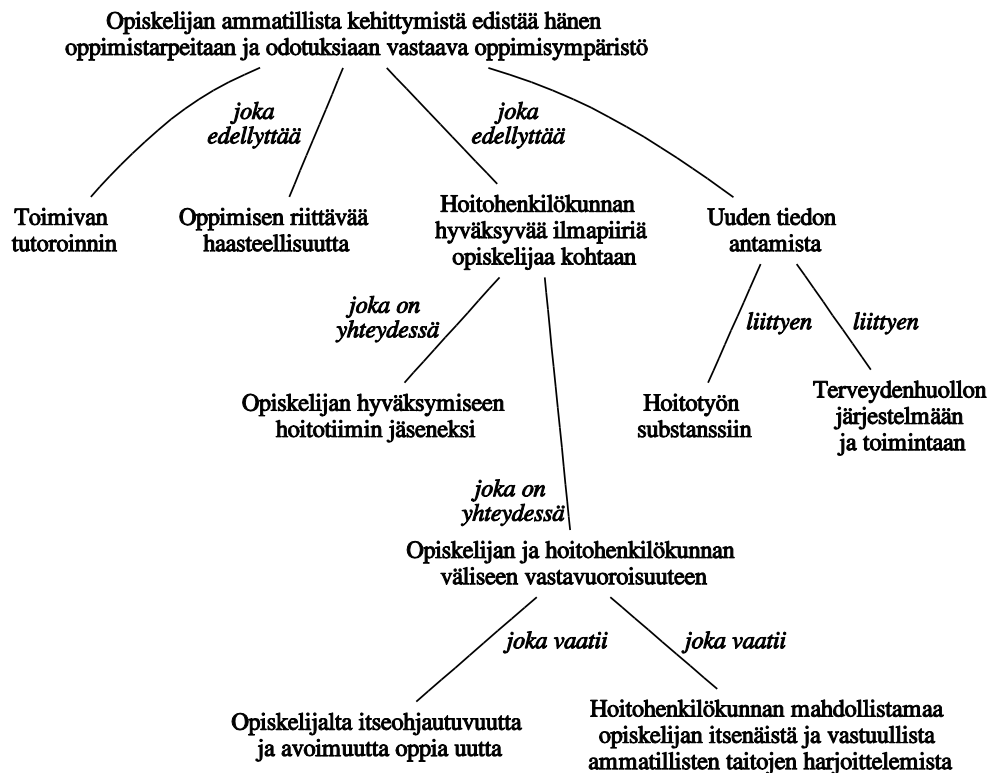 Opiskelijan ammatillista kehittymistä edistää hänen
oppimistarpeitaan ja odotuksiaan vastaava oppimisympäristö
joka
edellyttää
joka
edellyttää
Toimivan
tutoroinnin
Oppimisen riittävää
haasteellisuutta
Hoitohenkilökunnan
hyväksyvää ilmapiiriä
opiskelijaa kohtaan
Uuden tiedon
antamista
joka on
yhteydessä
liittyen
liittyen
Opiskelijan hyväksymiseen
hoitotiimin jäseneksi
Hoitotyön
substanssiin
Terveydenhuollon
järjestelmään
ja toimintaan
joka on
yhteydessä
Opiskelijan ja hoitohenkilökunnan
väliseen vastavuoroisuuteen
joka vaatii
joka vaatii
Opiskelijalta itseohjautuvuutta
ja avoimuutta oppia uutta
Hoitohenkilökunnan mahdollistamaa
opiskelijan itsenäistä ja vastuullista
ammatillisten taitojen harjoittelemista